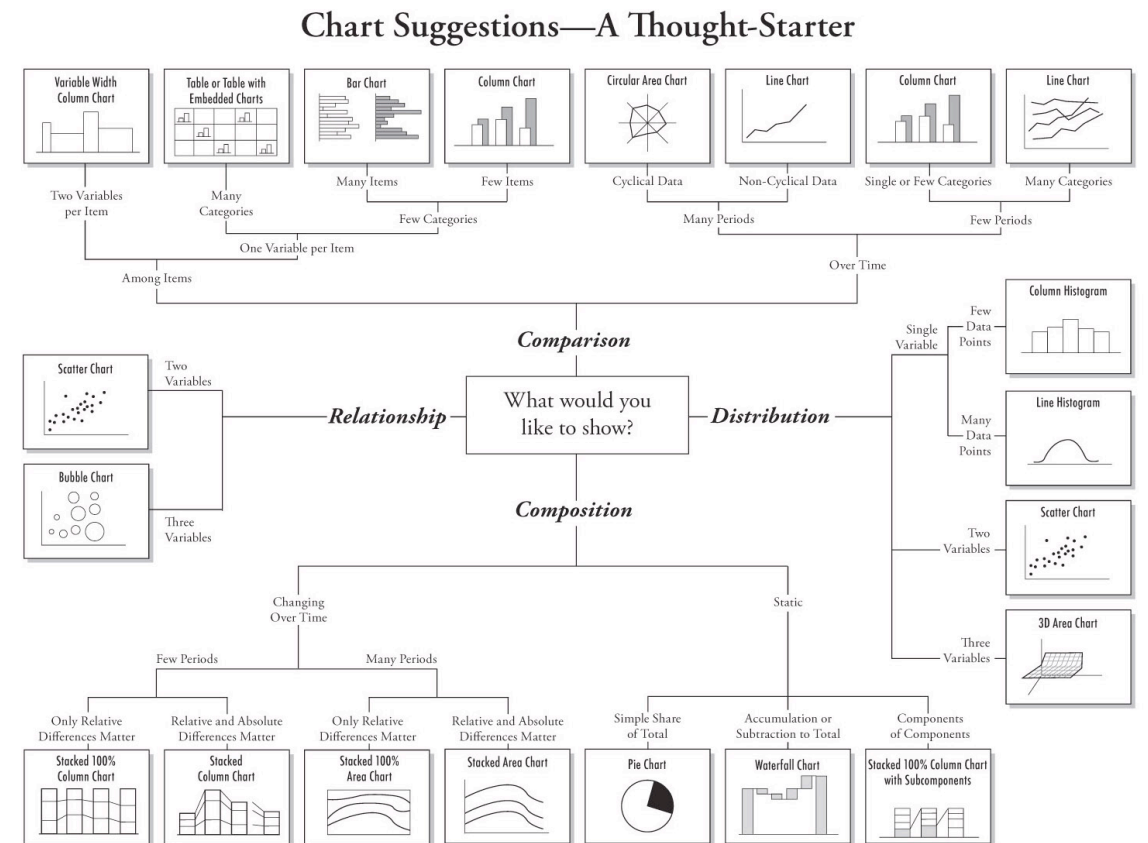 Chart Suggestions—A Thought-Starter
Variable Width
Column Chart
Table or Table with
Embedded Charts
Bar Chart
Column Chart
Circular Area Chart
Line Chart
Column Chart
Line Chart
Two Variables
per Item
Many
Categories
Many Items
Few Items
Cyclical Data
Non-Cyclical Data
Single or Few Categories
Many Categories
Few Categories
Many Periods
Few Periods
One Variable per Item
Among Items
Over Time
Comparison
What would you
like to show?
Relationship
Two
Variables
Scatter Chart
Three
Variables
Bubble Chart
Distribution
Single
Variable
Few
Data
Points
Column Histogram
Many
Data
Points
Line Histogram
Two
Variables
Scatter Chart
Three
Variables
3D Area Chart
Composition
Changing
Over Time
Static
Few Periods
Many Periods
Only Relative
Differences Matter
Relative and Absolute
Differences Matter
Only Relative
Differences Matter
Relative and Absolute
Differences Matter
Simple Share
of Total
Accumulation or
Subtraction to Total
Components
of Components
Stacked 100%
Column Chart
Stacked
Column Chart
Stacked 100%
Area Chart
Stacked Area Chart
Pie Chart
Waterfall Chart
Stacked 100% Column Chart
with Subcomponents